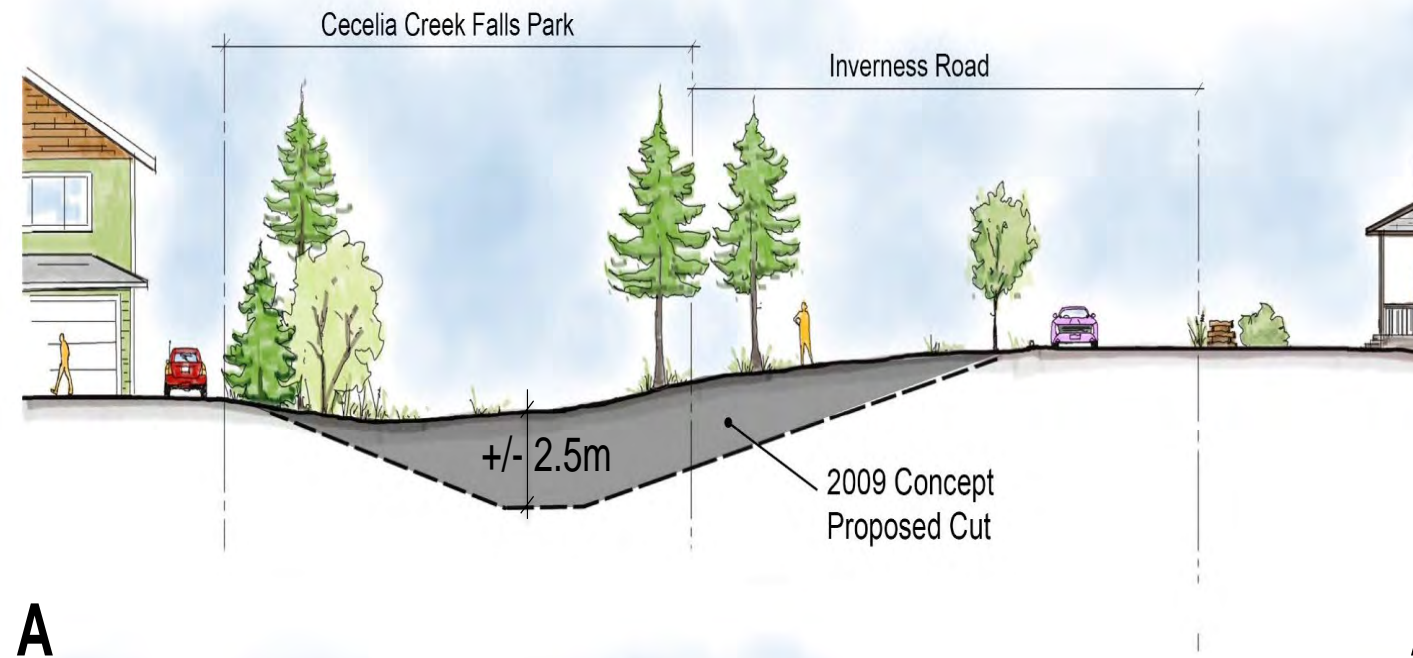 Cecelia Creek Falls Park
Inverness Road
+/- 2.5m
2009 Concept
Proposed Cut
A